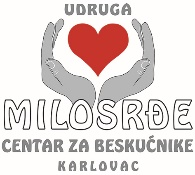 UDRUGA
MILOSRĐE
CENTAR ZA BESKUĆNIKE
KARLOVAC